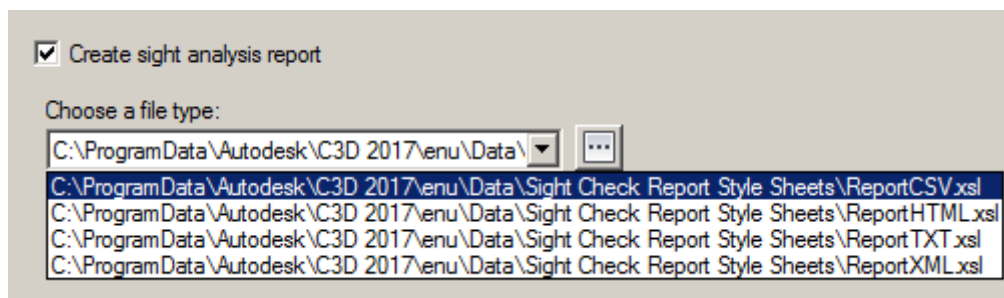 Create sight analysis report
Choose a file type:
C:\ProgramData\Autodesk\C3D 2017\enu\Data\
...
C:\ProgramData\Autodesk\C3D 2017\enu\Data\Sight Check Report Style Sheets\ReportCSV.xsl
C:\ProgramData\Autodesk\C3D 2017\enu\Data\Sight Check Report Style Sheets\ReportHTML.xsl
C:\ProgramData\Autodesk\C3D 2017\enu\Data\Sight Check Report Style Sheets\ReportTXT.xsl
C:\ProgramData\Autodesk\C3D 2017\enu\Data\Sight Check Report Style Sheets\ReportXML.xsl